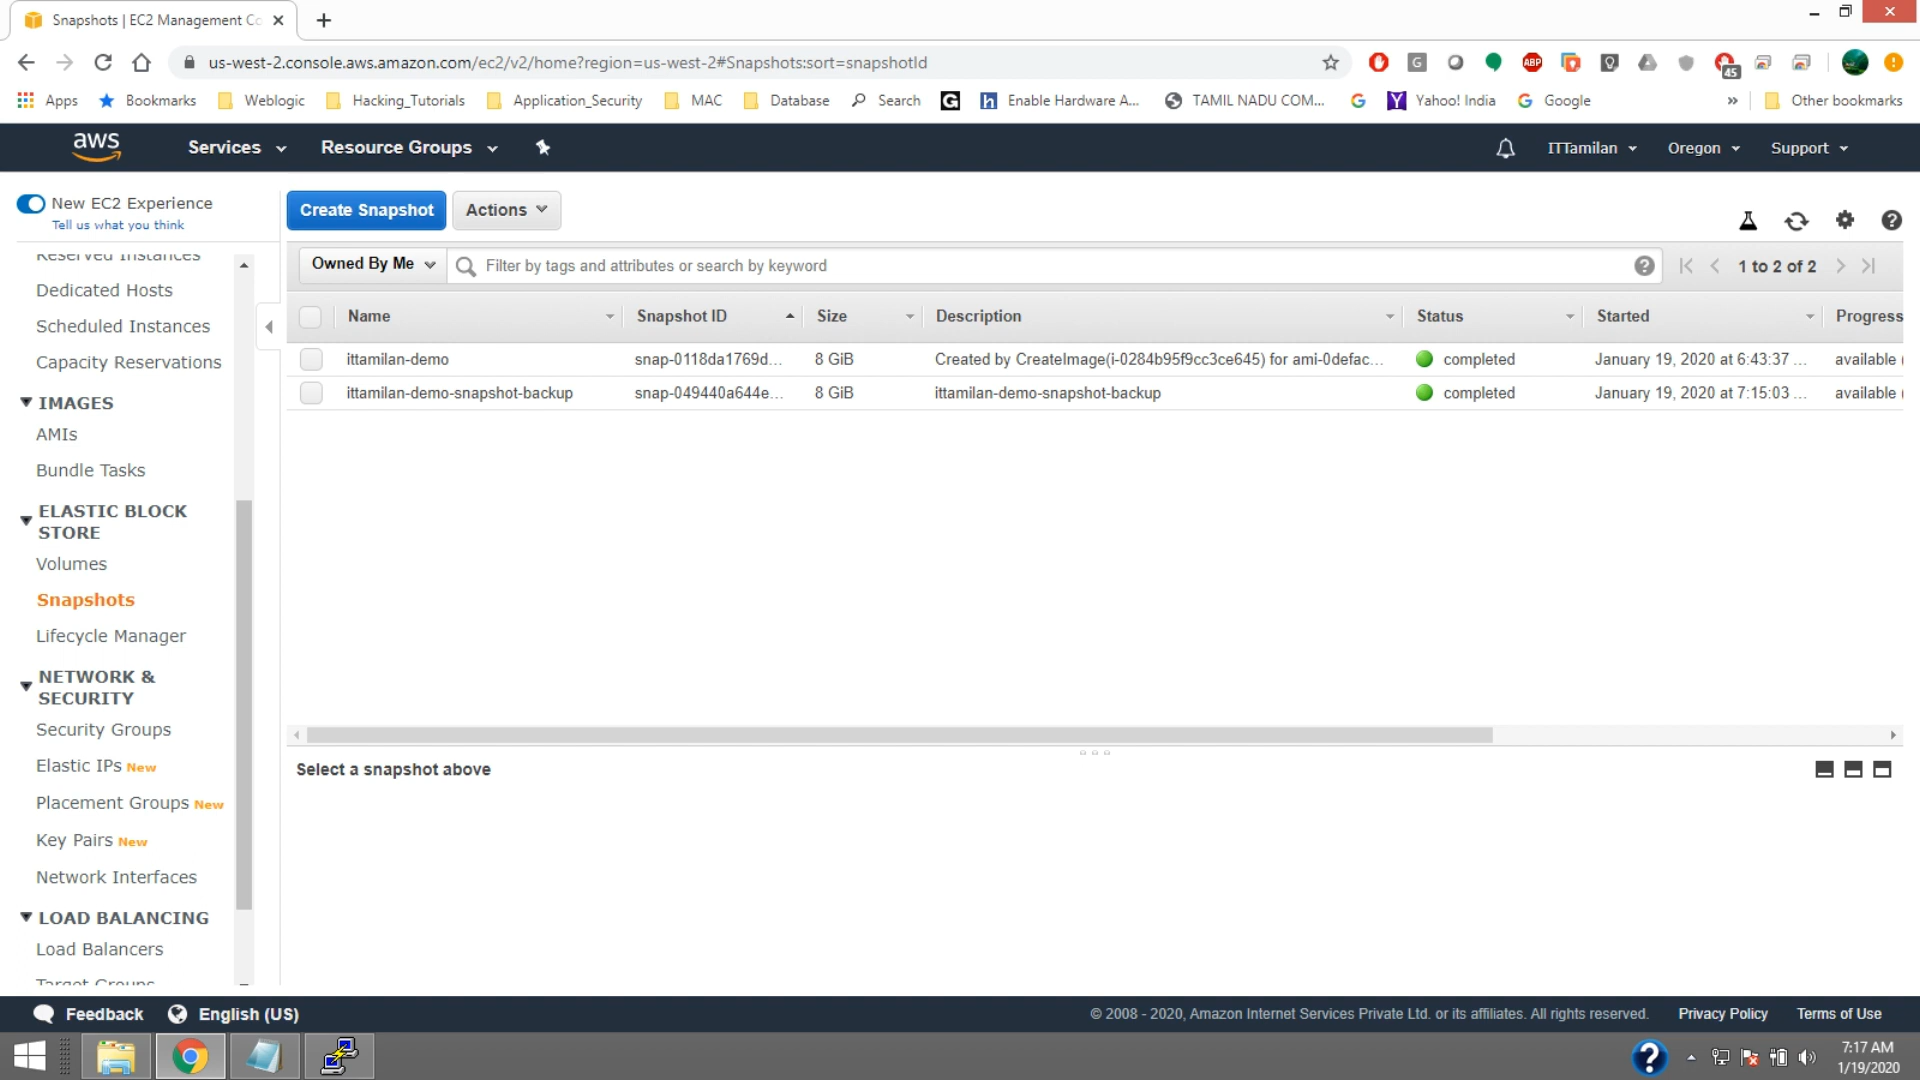 Snapshots | EC2 Management Co
us-west-2.console.aws.amazon.com/ec2/v2/home?region=us-west-2#Snapshots:sort=snapshotId
G
ABP
45
Apps Bookmarks Weblogic Hacking_Tutorials Application_Security MAC Database Search G h Enable Hardware A... TAMIL NADU COM... G Y Yahoo! India G Google » Other bookmarks
aws Services Resource Groups ITTamilan Oregon Support
New EC2 Experience
Tell us what you think
Create Snapshot Actions
Owned By Me Filter by tags and attributes or search by keyword 1 to 2 of 2
Name Snapshot ID Size Description Status Started Progress
ittamilan-demo snap-0118da1769d... 8 GiB Created by CreateImage(i-0284b95f9cc3ce645) for ami-0defac... completed January 19, 2020 at 6:43:37 ... available (
ittamilan-demo-snapshot-backup snap-049440a644e... 8 GiB ittamilan-demo-snapshot-backup completed January 19, 2020 at 7:15:03 ... available (
Reserved Instances
Dedicated Hosts
Scheduled Instances
Capacity Reservations
IMAGES
AMIs
Bundle Tasks
ELASTIC BLOCK
STORE
Volumes
Snapshots
Lifecycle Manager
NETWORK &
SECURITY
Security Groups
Elastic IPs New
Placement Groups New
Key Pairs New
Network Interfaces
LOAD BALANCING
Load Balancers
Target Groups
Select a snapshot above
Feedback English (US) © 2008 - 2020, Amazon Internet Services Private Ltd. or its affiliates. All rights reserved. Privacy Policy Terms of Use
7:17 AM
1/19/2020